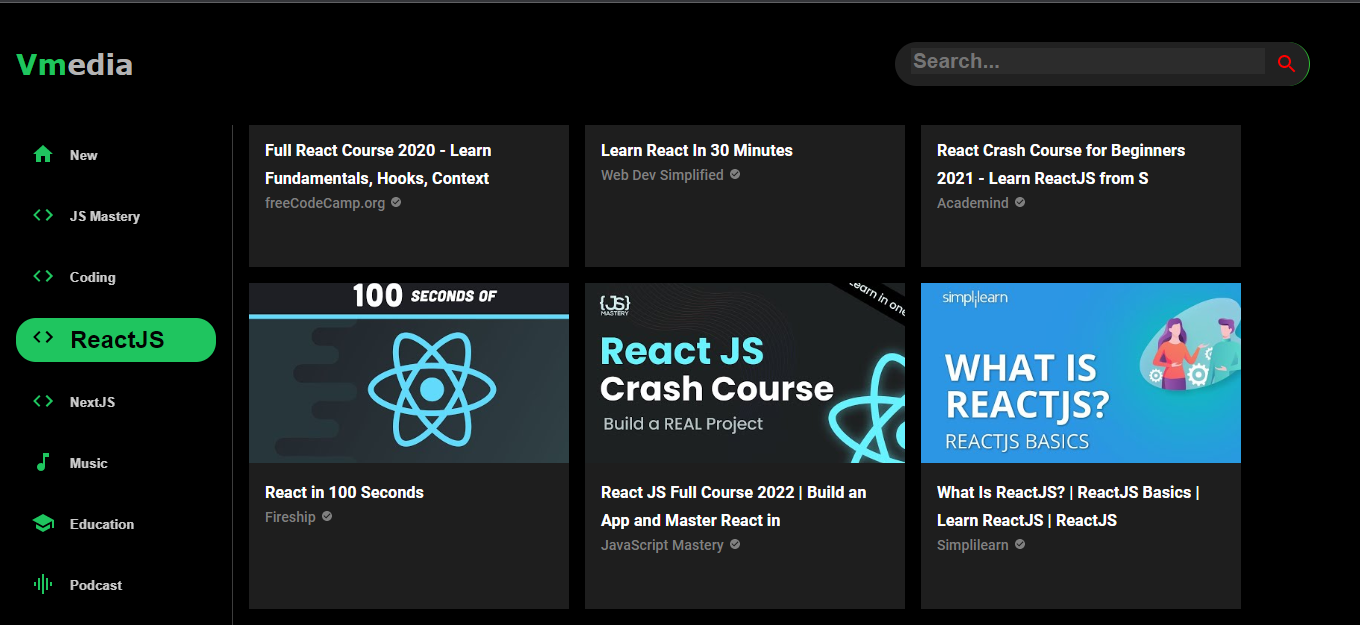 Vmedia
Search...
New
JS Mastery
Coding
ReactJS
NextJS
Music
Education
Podcast
Full React Course 2020 - Learn
Fundamentals, Hooks, Context
freeCodeCamp.org
Learn React In 30 Minutes
Web Dev Simplified
React Crash Course for Beginners
2021 - Learn ReactJS from S
Academind
100 SECONDS OF
React in 100 Seconds
Fireship
{JS}
MASTERY
Learn in one
React JS
Crash Course
Build a REAL Project
React JS Full Course 2022 | Build an
App and Master React in
JavaScript Mastery
simplilearn
WHAT IS
REACTJS?
REACTJS BASICS
What Is ReactJS? | ReactJS Basics |
Learn ReactJS | ReactJS
Simplilearn